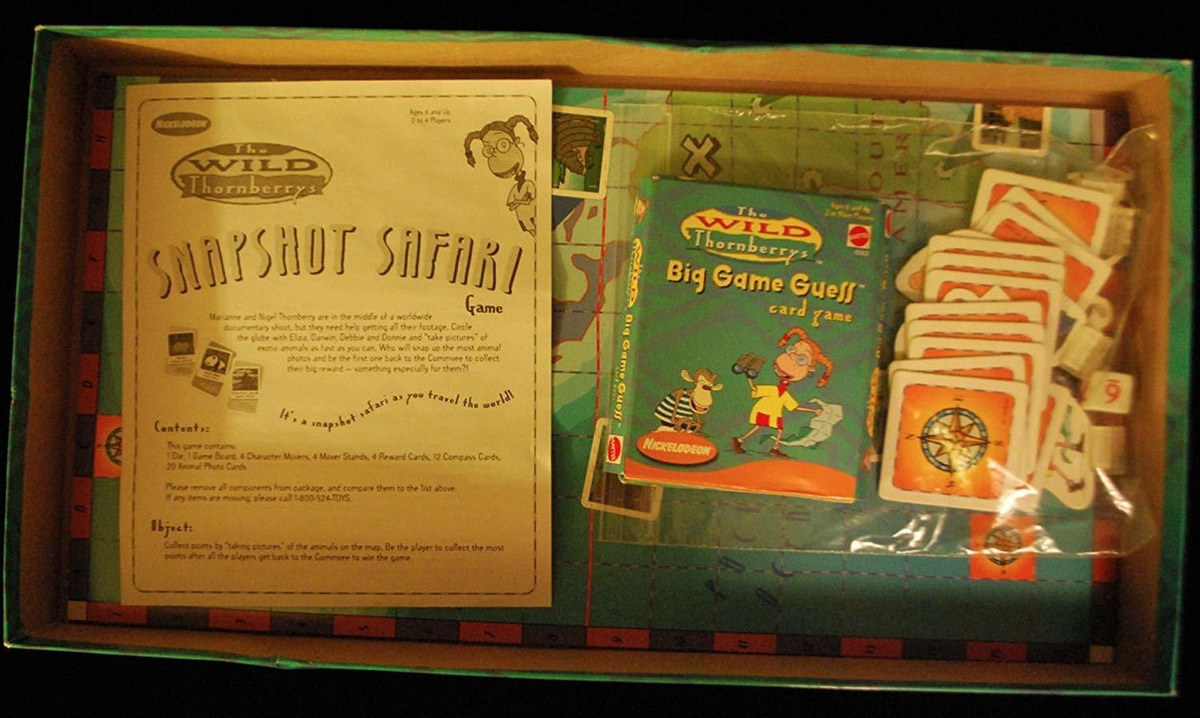 NICKELODEON
Ages 6 and Up
2 to 4 Players
The
WILD
Thornberrys
SNAPSHOT SAFARI
Game
Marianne and Nigel Thornberry are in the middle of a worldwide
documentary shoot, but they need help getting all their footage. Circle
the globe with Eliza, Darwin, Debbie and Donnie and "take pictures" of
exotic animals as fast as you can. Who will snap up the most animal
photos and be the first one back to the Commvee to collect
their big reward — something especially for them?!
It's a snapshot safari as you travel the world!
Contents:
This game contains:
1 Die, 1 Game Board, 4 Character Movers, 4 Mover Stands, 4 Reward Cards, 12 Compass Cards,
20 Animal Photo Cards
Please remove all components from package, and compare them to the list above.
If any items are missing, please call 1-800-524-TOYS.
Object:
Collect points by "taking pictures" of the animals on the map. Be the player to collect the most
points after all the players get back to the Commvee to win the game.
The
WILD
Thornberrys™
Big Game Guess™
card game
NICKELODEON
MATTEL
Big Game Guess
X
9
7
9